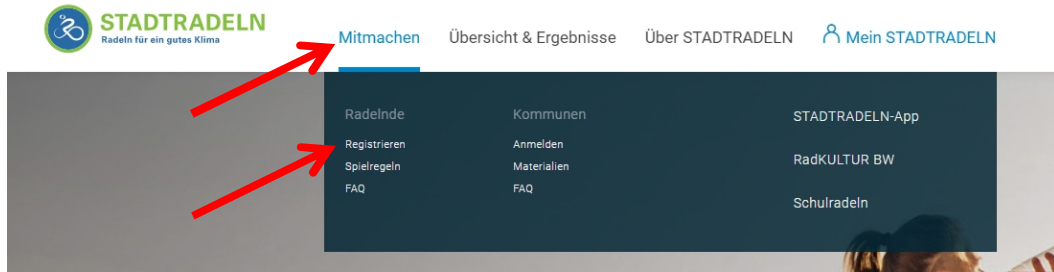 STADTRADELN
Radeln für ein gutes Klima
Mitmachen Übersicht & Ergebnisse Über STADTRADELN Mein STADTRADELN
Radelnde
Registrieren
Spielregeln
FAQ
Kommunen
Anmelden
Materialien
FAQ
STADTRADELN-App
RadKULTUR BW
Schulradeln